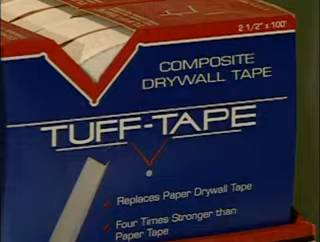 2 1/2" x 100'
COMPOSITE
DRYWALL TAPE
TUFF-TAPE
Replaces Paper Drywall Tape
Four Times Stronger than
Paper Tape